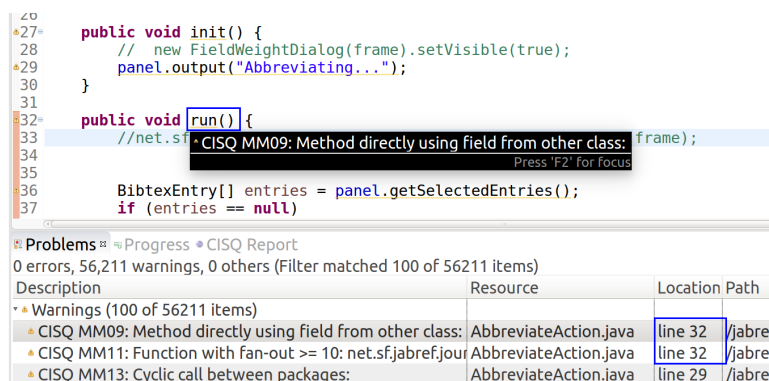 26
27 public void init() {
28 // new FieldWeightDialog(frame).setVisible(true);
29 panel.output("Abbreviating...");
30 }
31
32 public void run() {
33 //net.sf frame);
CISQ MM09: Method directly using field from other class:
Press 'F2' for focus
34
35
36 BibtexEntry[] entries = panel.getSelectedEntries();
37 if (entries == null)
Problems Progress CISQ Report
0 errors, 56,211 warnings, 0 others (Filter matched 100 of 56211 items)
Description Resource Location Path
Warnings (100 of 56211 items)
CISQ MM09: Method directly using field from other class: AbbreviateAction.java line 32 /jabre
CISQ MM11: Function with fan-out >= 10: net.sf.jabref.jour AbbreviateAction.java line 32 /jabre
CISQ MM13: Cyclic call between packages: AbbreviateAction.java line 29 /jabre